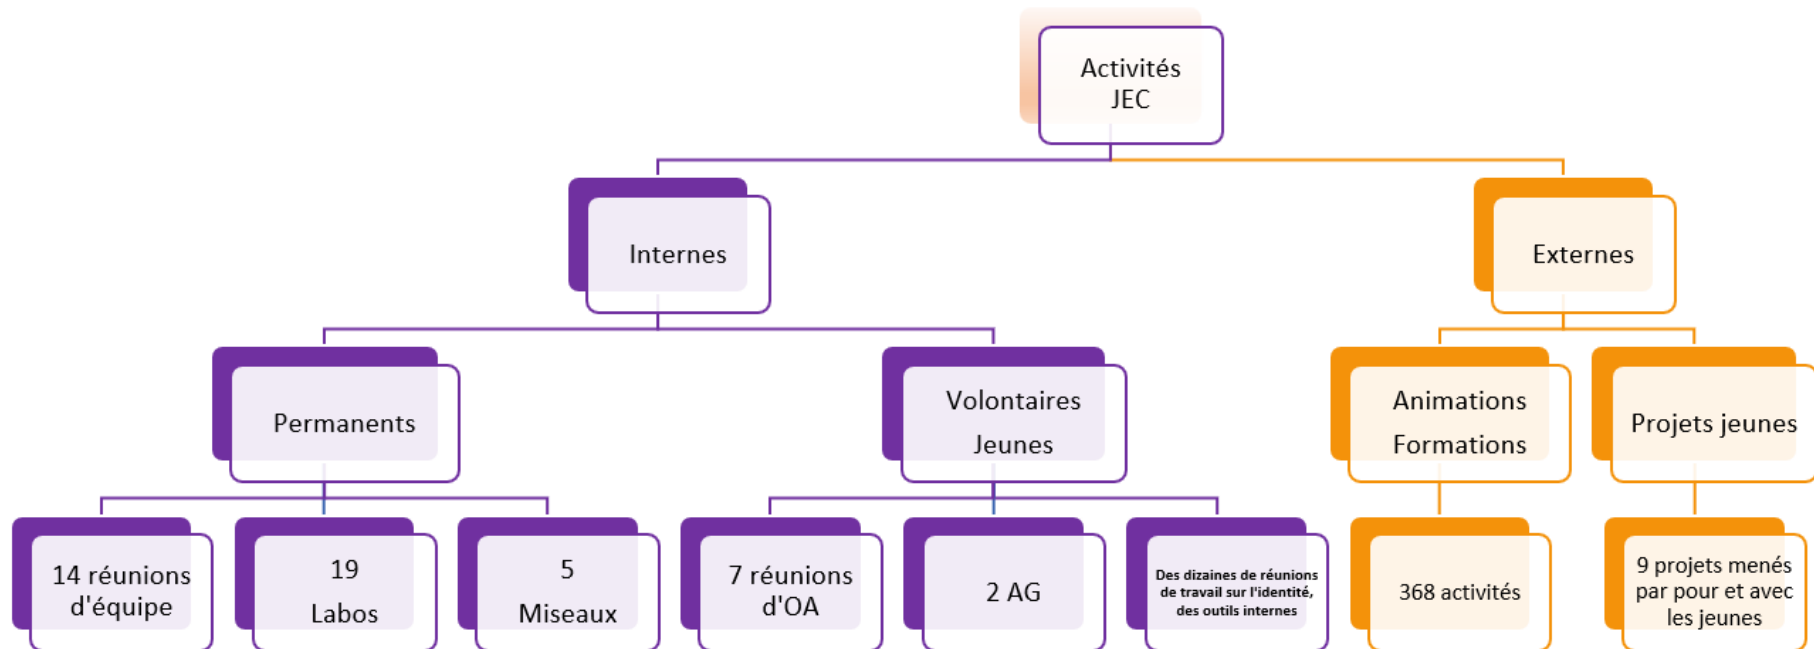 Activités
JEC
Internes
Externes
Permanents
Volontaires
Jeunes
Animations
Formations
Projets jeunes
14 réunions
d'équipe
19
Labos
5
Miseaux
7 réunions
d'OA
2 AG
Des dizaines de réunions
de travail sur l'identité,
des outils internes
368 activités
9 projets menés
par pour et avec
les jeunes